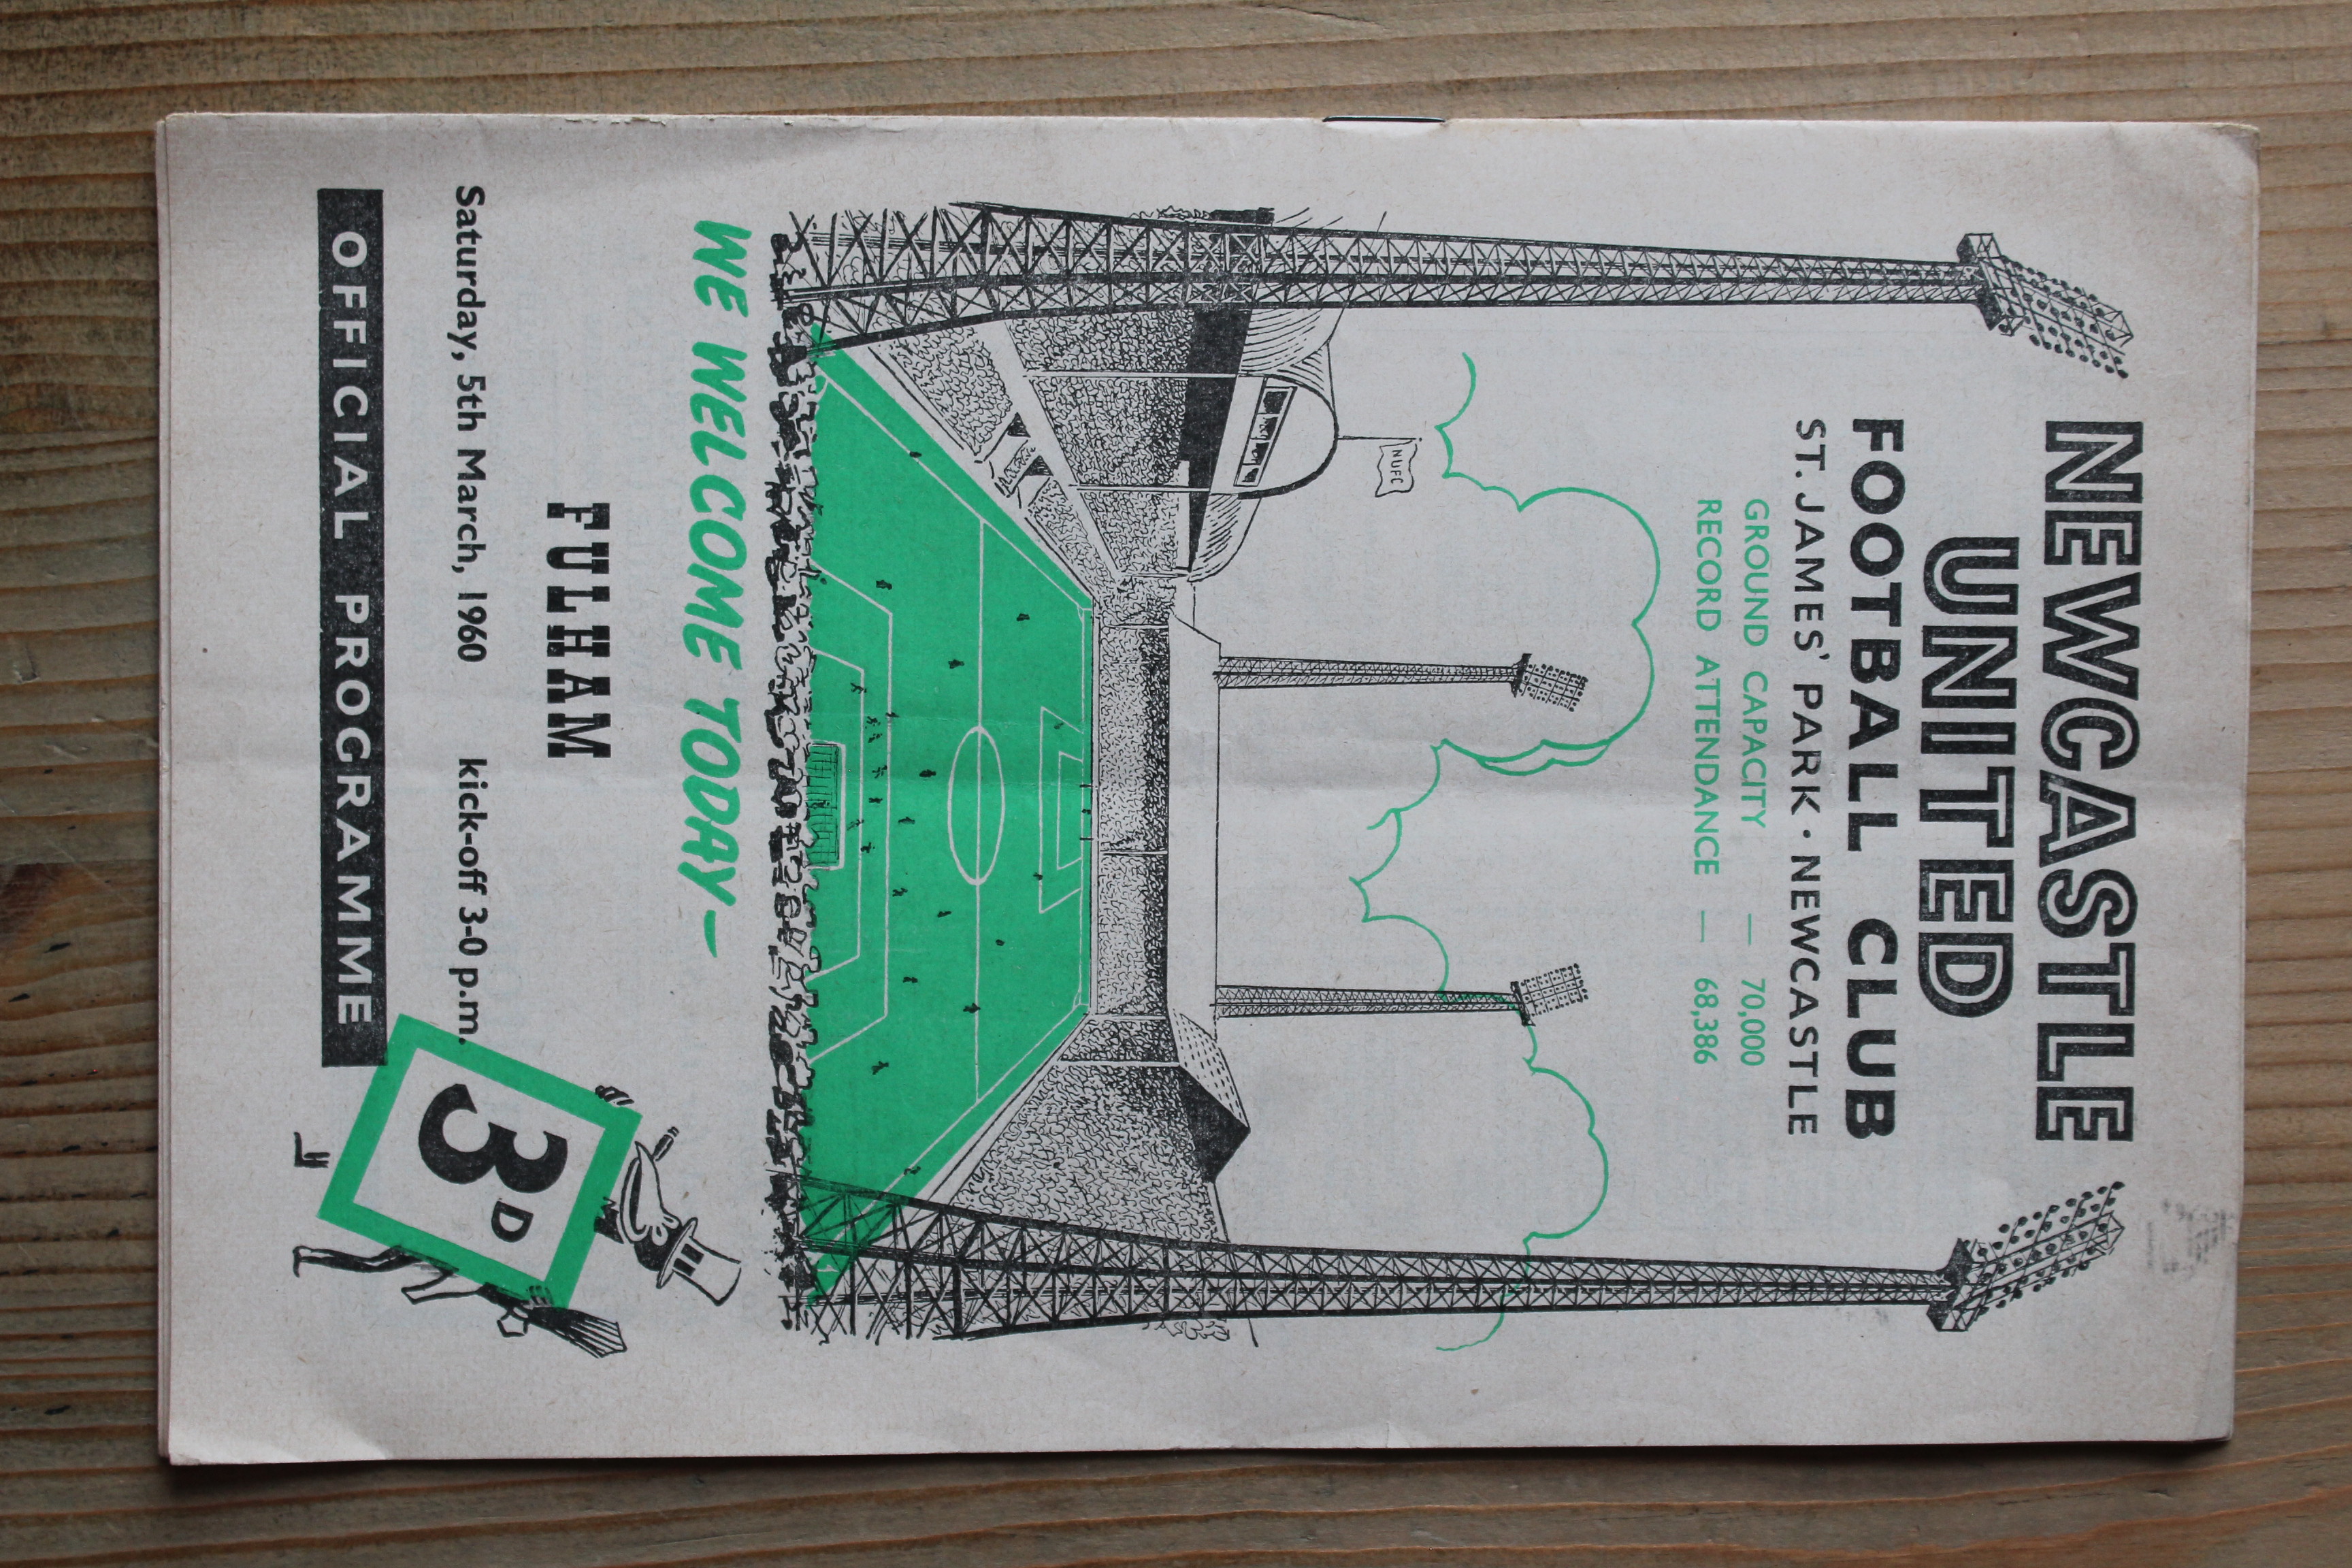 NEWCASTLE
UNITED
FOOTBALL CLUB
ST. JAMES' PARK · NEWCASTLE
GROUND CAPACITY — 70,000
RECORD ATTENDANCE — 68,386
NUFC
WE WELCOME TODAY—
FULHAM
Saturday, 5th March, 1960 kick-off 3-0 p.m.
OFFICIAL PROGRAMME
3D